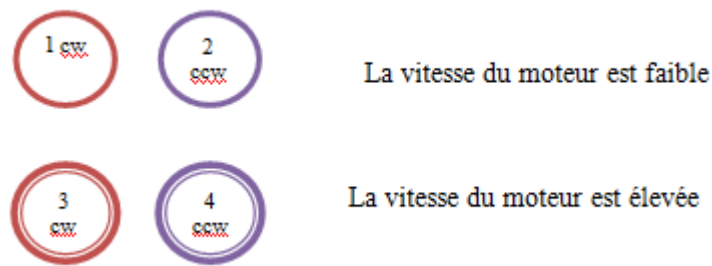 1 cw
2
ccw
La vitesse du moteur est faible
3
cw
4
ccw
La vitesse du moteur est élevée